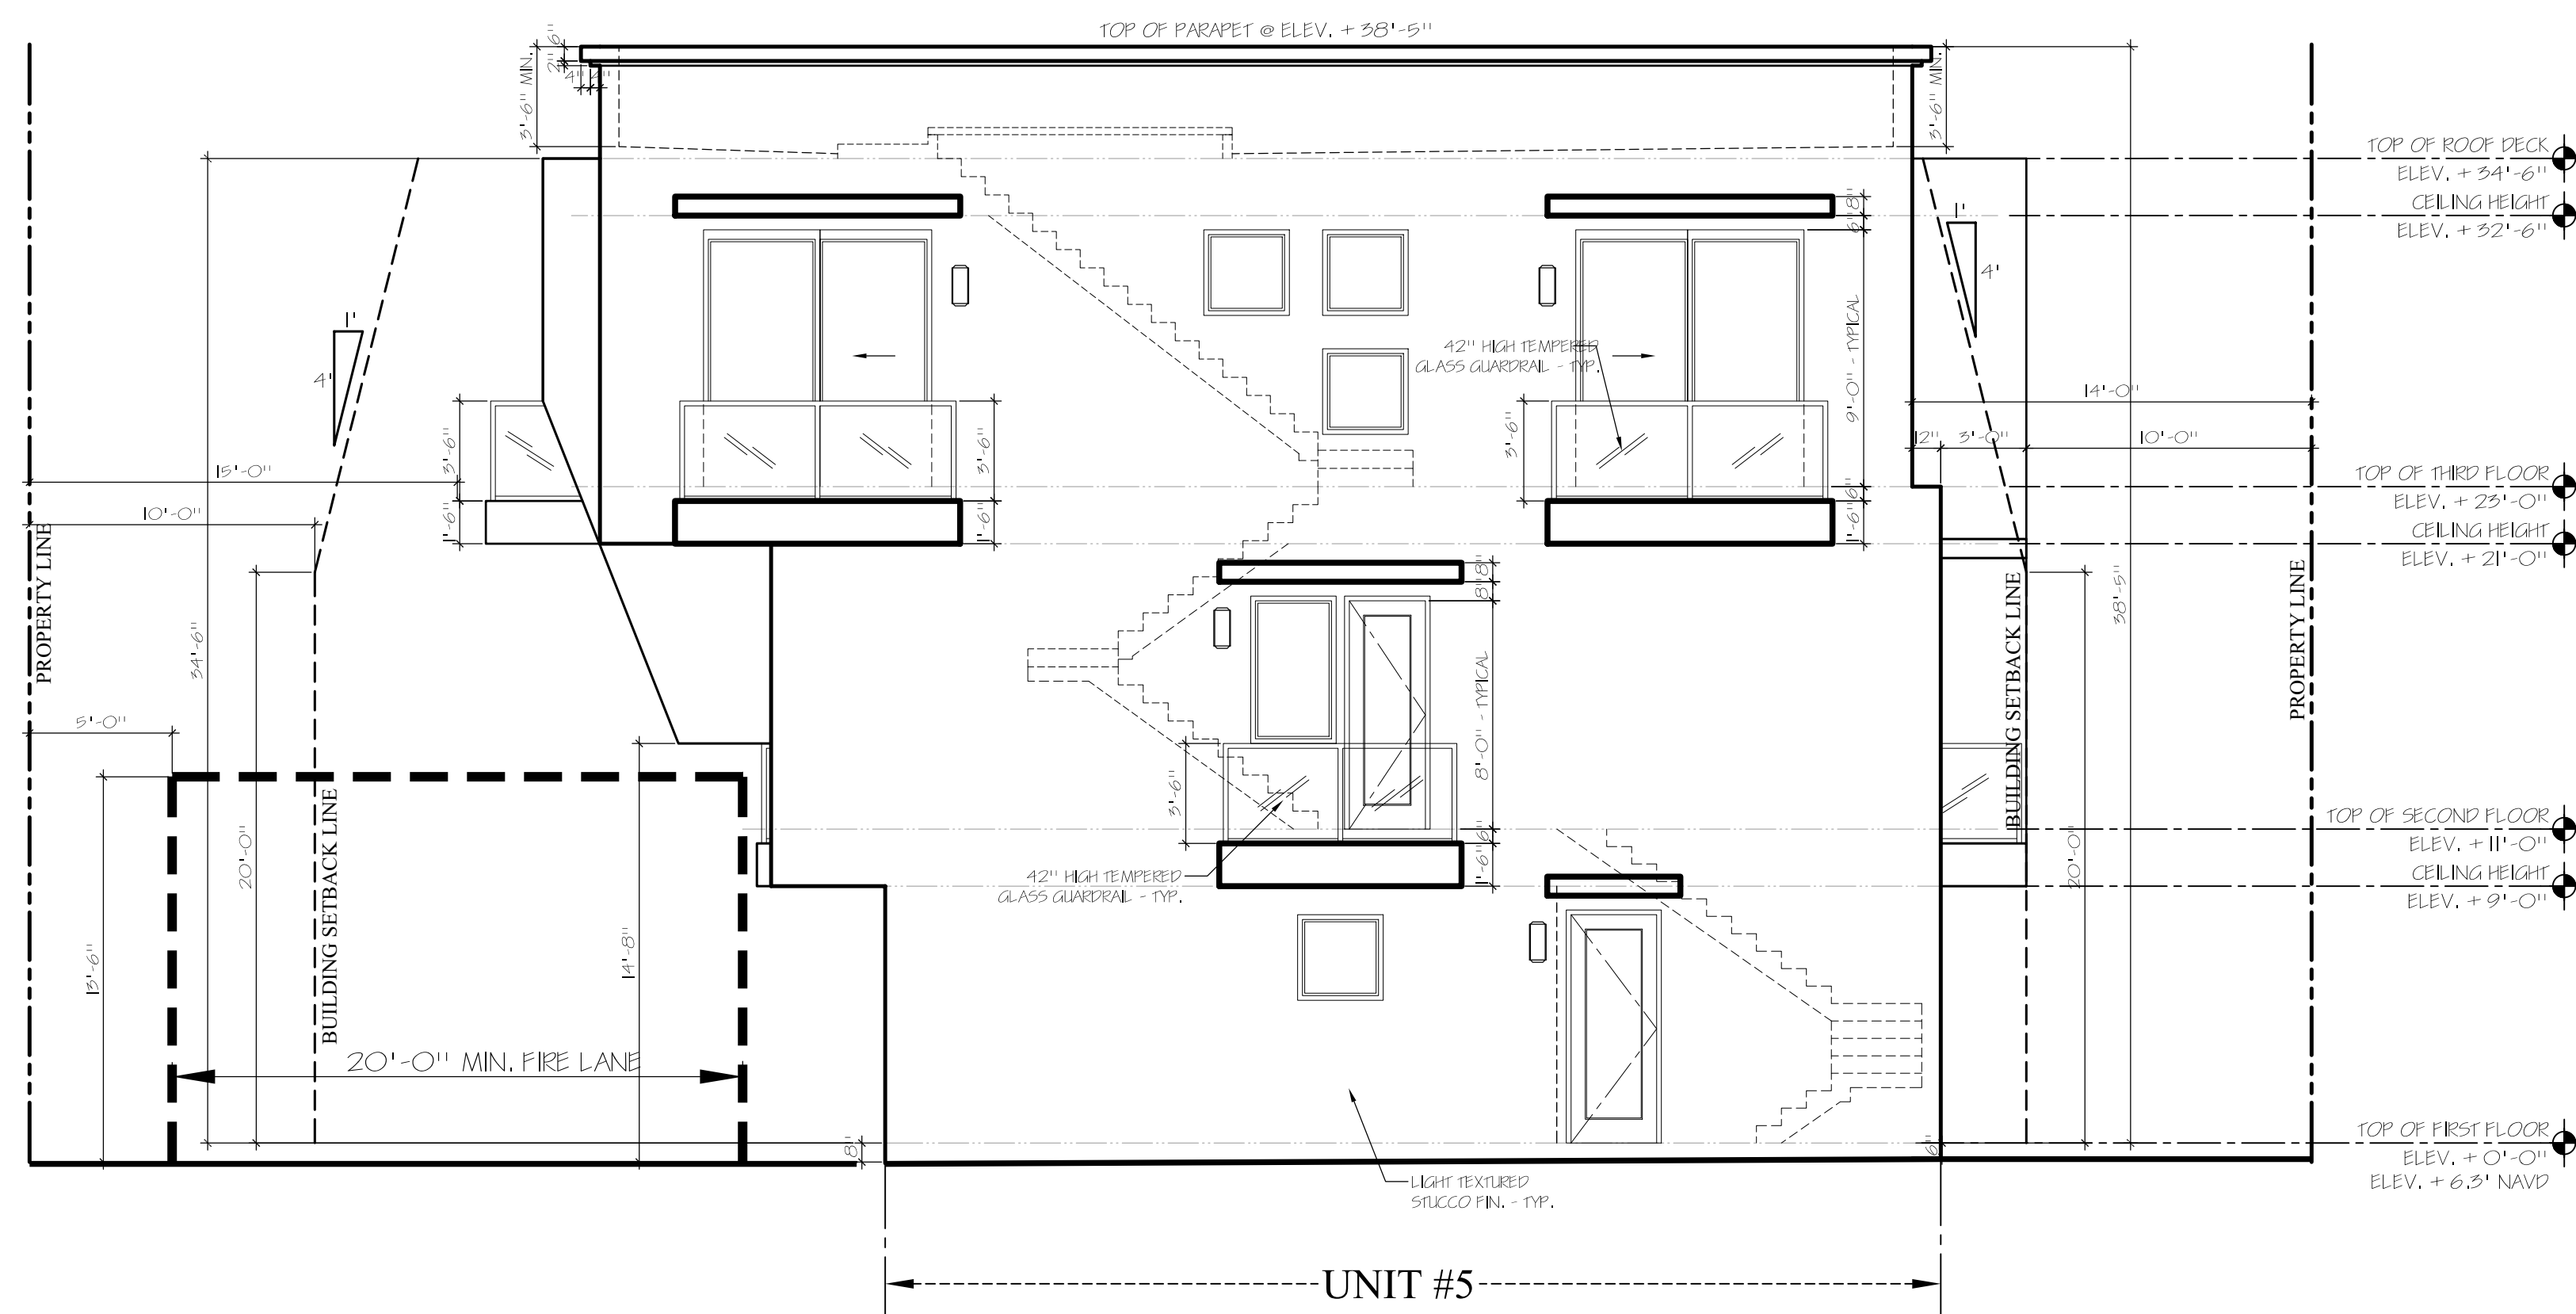 TOP OF PARAPET @ ELEV. + 38'-5"
6"
2"
4" 4"
3'-6" MIN.
3'-6" MIN.
TOP OF ROOF DECK
ELEV. + 34'-6"
CEILING HEIGHT
ELEV. + 32'-6"
8"
6"
1'
4'
1'
4'
42" HIGH TEMPERED
GLASS GUARDRAIL - TYP.
9'-0" - TYPICAL
14'-0"
12" 3'-0" 10'-0"
3'-6"
3'-6"
3'-6"
15'-0"
10'-0"
1'-6"
1'-6"
6"
1'-6"
TOP OF THIRD FLOOR
ELEV. + 23'-0"
CEILING HEIGHT
ELEV. + 21'-0"
PROPERTY LINE
34'-6"
8"
8"
38'-5"
BUILDING SETBACK LINE
PROPERTY LINE
8'-0" - TYPICAL
5'-0"
3'-6"
20'-0"
13'-6"
BUILDING SETBACK LINE
14'-8"
42" HIGH TEMPERED
GLASS GUARDRAIL - TYP.
6"
1'-6"
20'-0"
TOP OF SECOND FLOOR
ELEV. + 11'-0"
CEILING HEIGHT
ELEV. + 9'-0"
20'-0" MIN. FIRE LANE
8"
6"
TOP OF FIRST FLOOR
ELEV. + 0'-0"
ELEV. + 6.3' NAVD
LIGHT TEXTURED
STUCCO FIN. - TYP.
UNIT #5